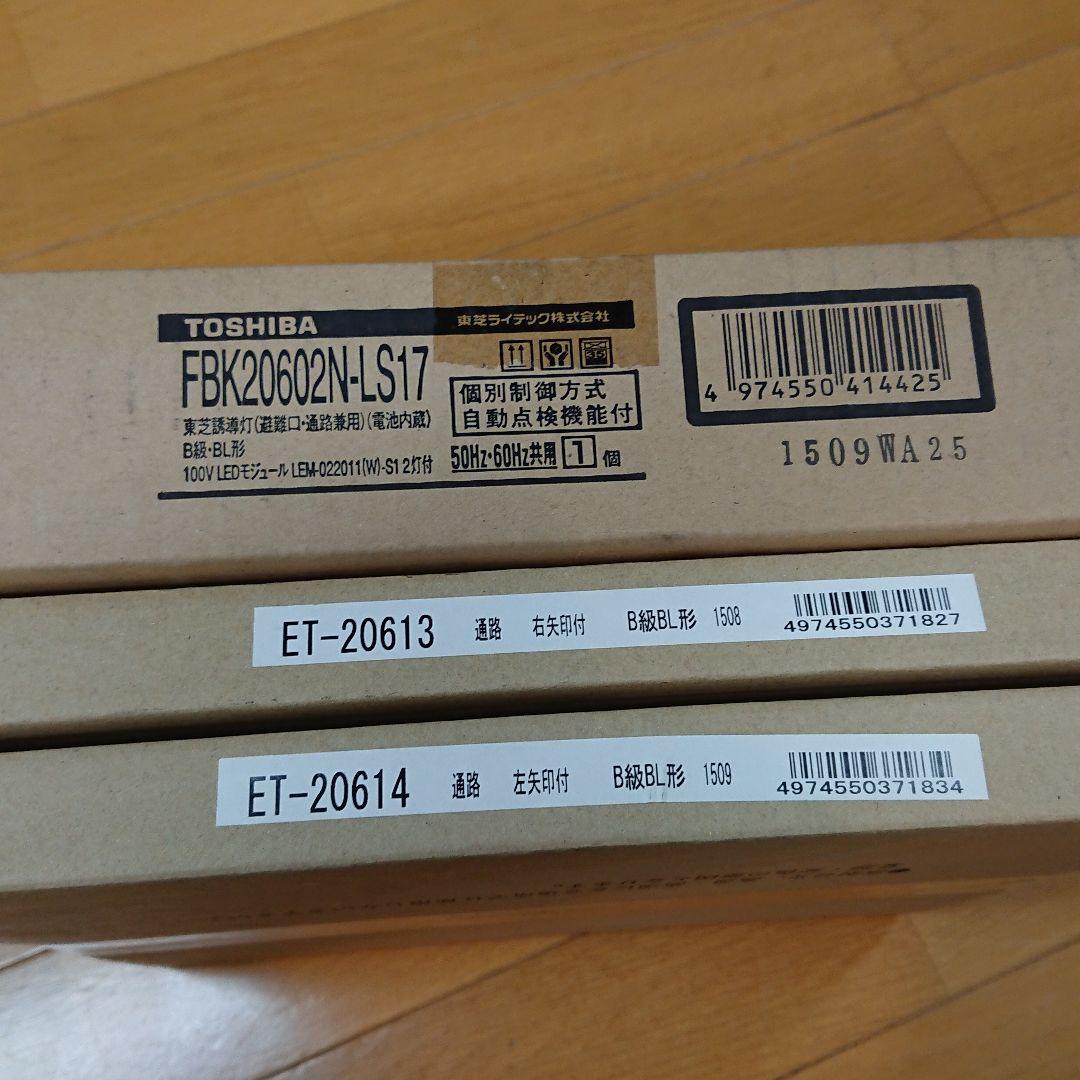 TOSHIBA 東芝ライテック株式会社
FBK20602N-LS17
東芝誘導灯(避難口・通路兼用)(電池内蔵)
B級・BL形
100V LEDモジュール LEM-022011(W)-S1 2灯付
個別制御方式
自動点検機能付
50Hz・60Hz共用 1 個
4 974550 414425
1509WA25
ET-20613 通路 右矢印付 B級BL形 1508
4974550371827
ET-20614 通路 左矢印付 B級BL形 1509
4974550371834